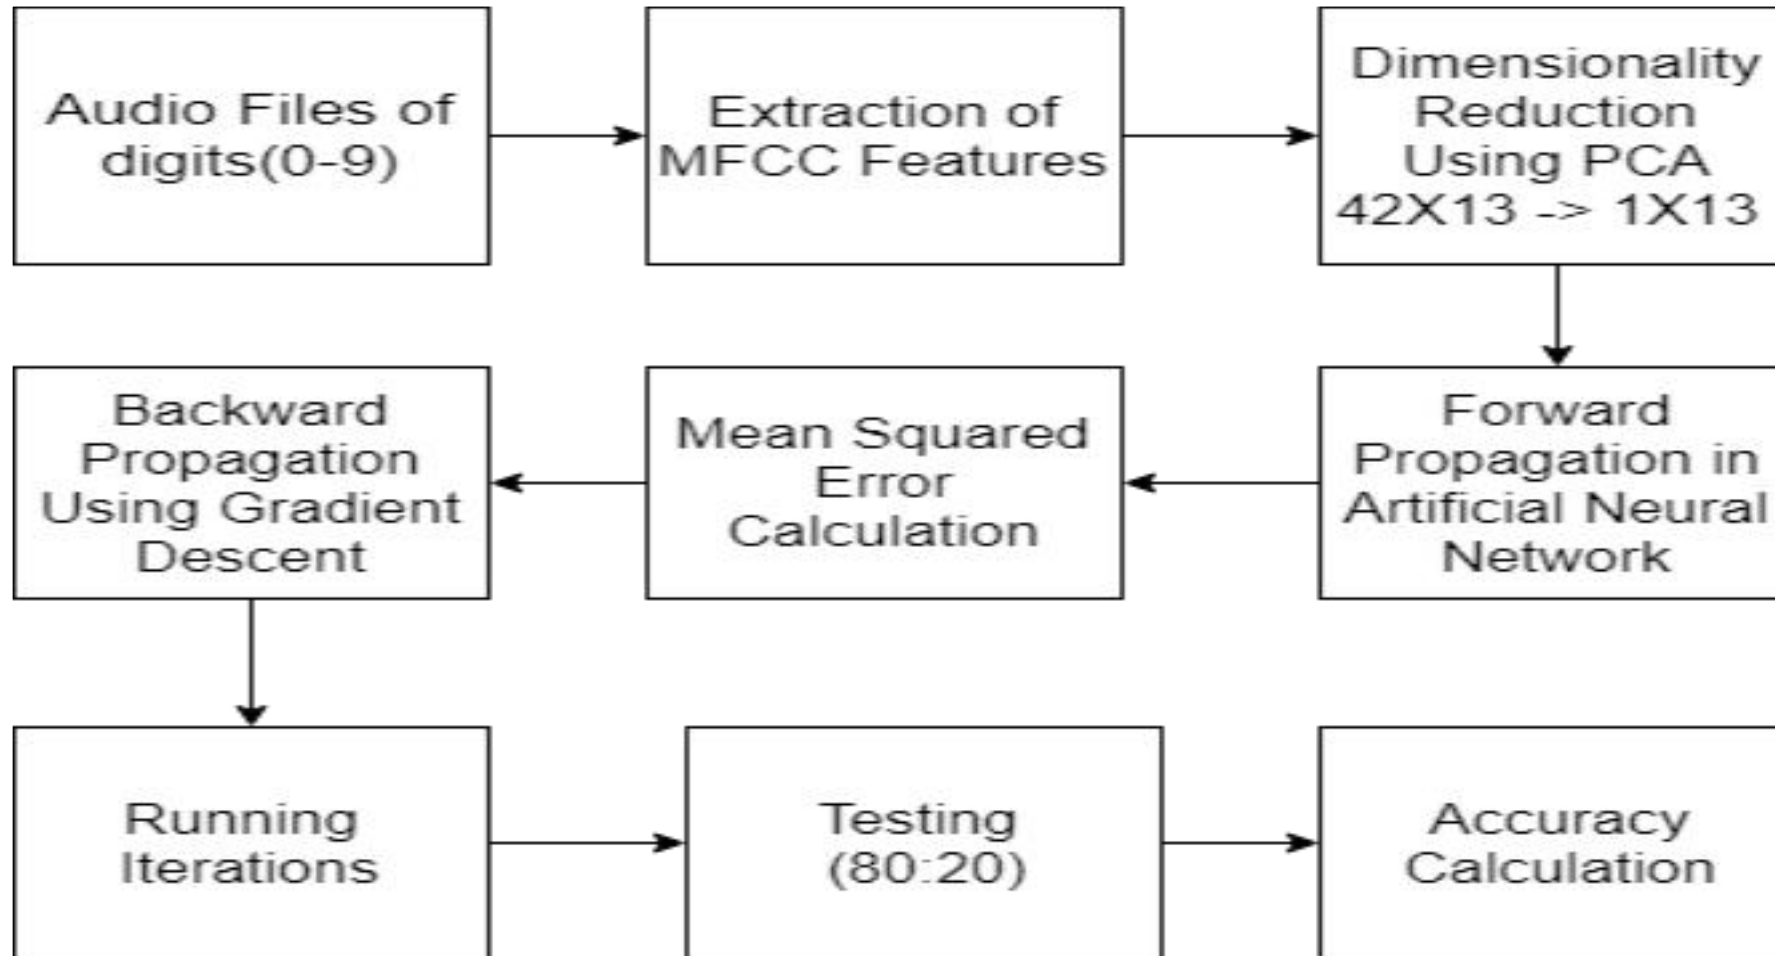 Audio Files of
digits(0-9)
Extraction of
MFCC Features
Dimensionality
Reduction
Using PCA
42X13 -> 1X13
Forward
Propagation in
Artificial Neural
Network
Mean Squared
Error
Calculation
Backward
Propagation
Using Gradient
Descent
Running
Iterations
Testing
(80:20)
Accuracy
Calculation